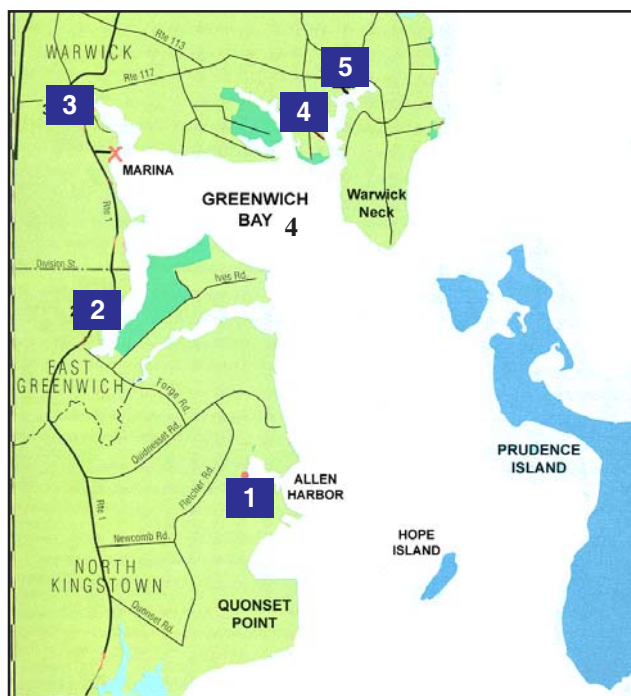 WARWICK
Rte 113
Rte 117
5
3
4
MARINA
GREENWICH
BAY 4
Warwick
Neck
Rte 1
Division St.
Ives Rd.
2
EAST
GREENWICH
Forge Rd.
Quidnesset Rd.
Fletcher Rd.
PRUDENCE
ISLAND
1
ALLEN
HARBOR
Rte 1
Newcomb Rd.
HOPE
ISLAND
NORTH
KINGSTOWN
QUONSET
POINT
Quonset Rd.